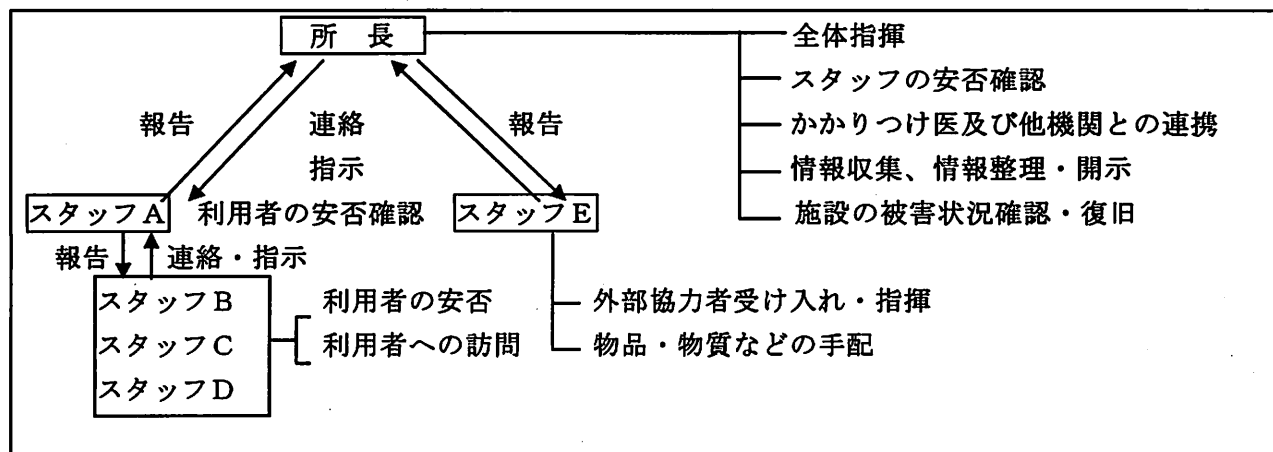 所 長
全体指揮
スタッフの安否確認
かかりつけ医及び他機関との連携
情報収集、情報整理・開示
施設の被害状況確認・復旧
報告
連絡
指示
報告
スタッフA
利用者の安否確認
スタッフE
報告
連絡・指示
スタッフB
スタッフC
スタッフD
利用者の安否
利用者への訪問
外部協力者受け入れ・指揮
物品・物質などの手配